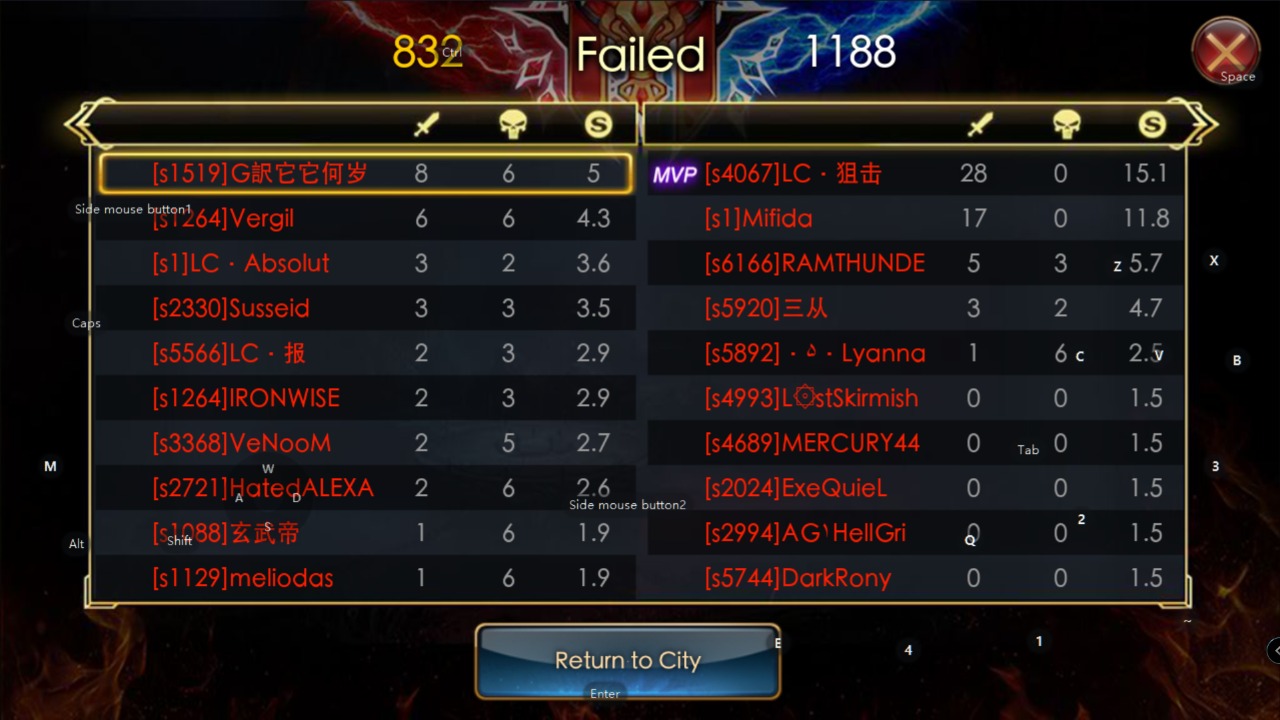 832 Failed 1188
Ctrl
Space
[s1519]G訳它它何岁 8 6 5
MVP [s4067]LC · 狙击 28 0 15.1
Side mouse button1
[s1264]Vergil 6 6 4.3
[s1]Mifida 17 0 11.8
[s1]LC · Absolut 3 2 3.6
[s6166]RAMTHUNDE 5 3 5.7
Z
X
[s2330]Susseid 3 3 3.5
[s5920]三从 3 2 4.7
Caps
[s5566]LC · 报 2 3 2.9
[s5892] · ۵ · Lyanna 1 6 2.5
C
V
B
[s1264]IRONWISE 2 3 2.9
[s4993]L۞stSkirmish 0 0 1.5
[s3368]VeNooM 2 5 2.7
[s4689]MERCURY44 0 0 1.5
Tab
M
W
3
[s2721]HatedALEXA 2 6 2.6
[s2024]ExeQuieL 0 0 1.5
A
D
Side mouse button2
2
S
[s1088]玄武帝 1 6 1.9
[s2994]AG\HellGri 0 0 1.5
Alt
Shift
Q
[s1129]meliodas 1 6 1.9
[s5744]DarkRony 0 0 1.5
~
E
4
1
Return to City
Enter